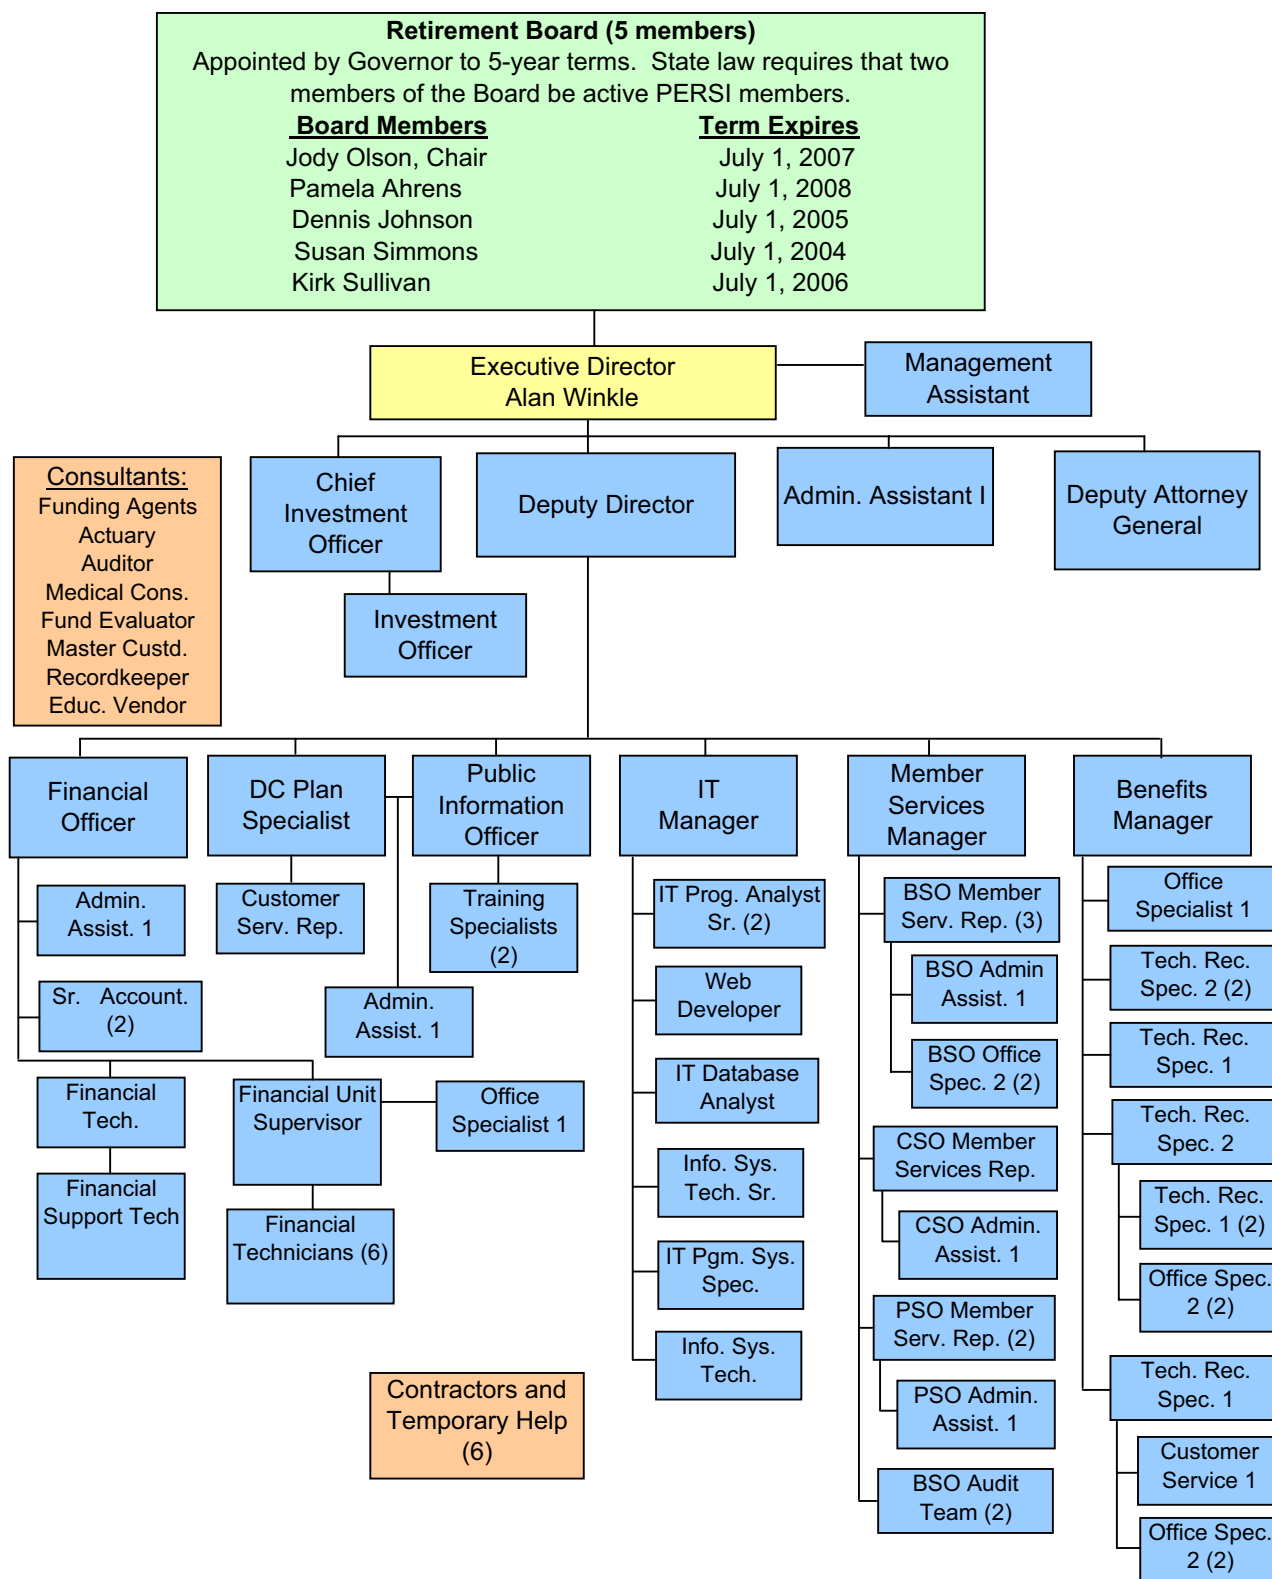 Retirement Board (5 members)
Appointed by Governor to 5-year terms. State law requires that two
members of the Board be active PERSI members.
Board Members Term Expires
Jody Olson, Chair July 1, 2007
Pamela Ahrens July 1, 2008
Dennis Johnson July 1, 2005
Susan Simmons July 1, 2004
Kirk Sullivan July 1, 2006
Executive Director
Alan Winkle
Management
Assistant
Consultants:
Funding Agents
Actuary
Auditor
Medical Cons.
Fund Evaluator
Master Custd.
Recordkeeper
Educ. Vendor
Chief
Investment
Officer
Deputy Director
Admin. Assistant I
Deputy Attorney
General
Investment
Officer
Financial
Officer
DC Plan
Specialist
Public
Information
Officer
IT
Manager
Member
Services
Manager
Benefits
Manager
Admin.
Assist. 1
Sr. Account.
(2)
Financial
Tech.
Financial
Support Tech
Financial Unit
Supervisor
Financial
Technicians (6)
Office
Specialist 1
Customer
Serv. Rep.
Admin.
Assist. 1
Training
Specialists
(2)
IT Prog. Analyst
Sr. (2)
Web
Developer
IT Database
Analyst
Info. Sys.
Tech. Sr.
IT Pgm. Sys.
Spec.
Info. Sys.
Tech.
BSO Member
Serv. Rep. (3)
BSO Admin
Assist. 1
BSO Office
Spec. 2 (2)
CSO Member
Services Rep.
CSO Admin.
Assist. 1
PSO Member
Serv. Rep. (2)
PSO Admin.
Assist. 1
BSO Audit
Team (2)
Office
Specialist 1
Tech. Rec.
Spec. 2 (2)
Tech. Rec.
Spec. 1
Tech. Rec.
Spec. 2
Tech. Rec.
Spec. 1 (2)
Office Spec.
2 (2)
Tech. Rec.
Spec. 1
Customer
Service 1
Office Spec.
2 (2)
Contractors and
Temporary Help
(6)